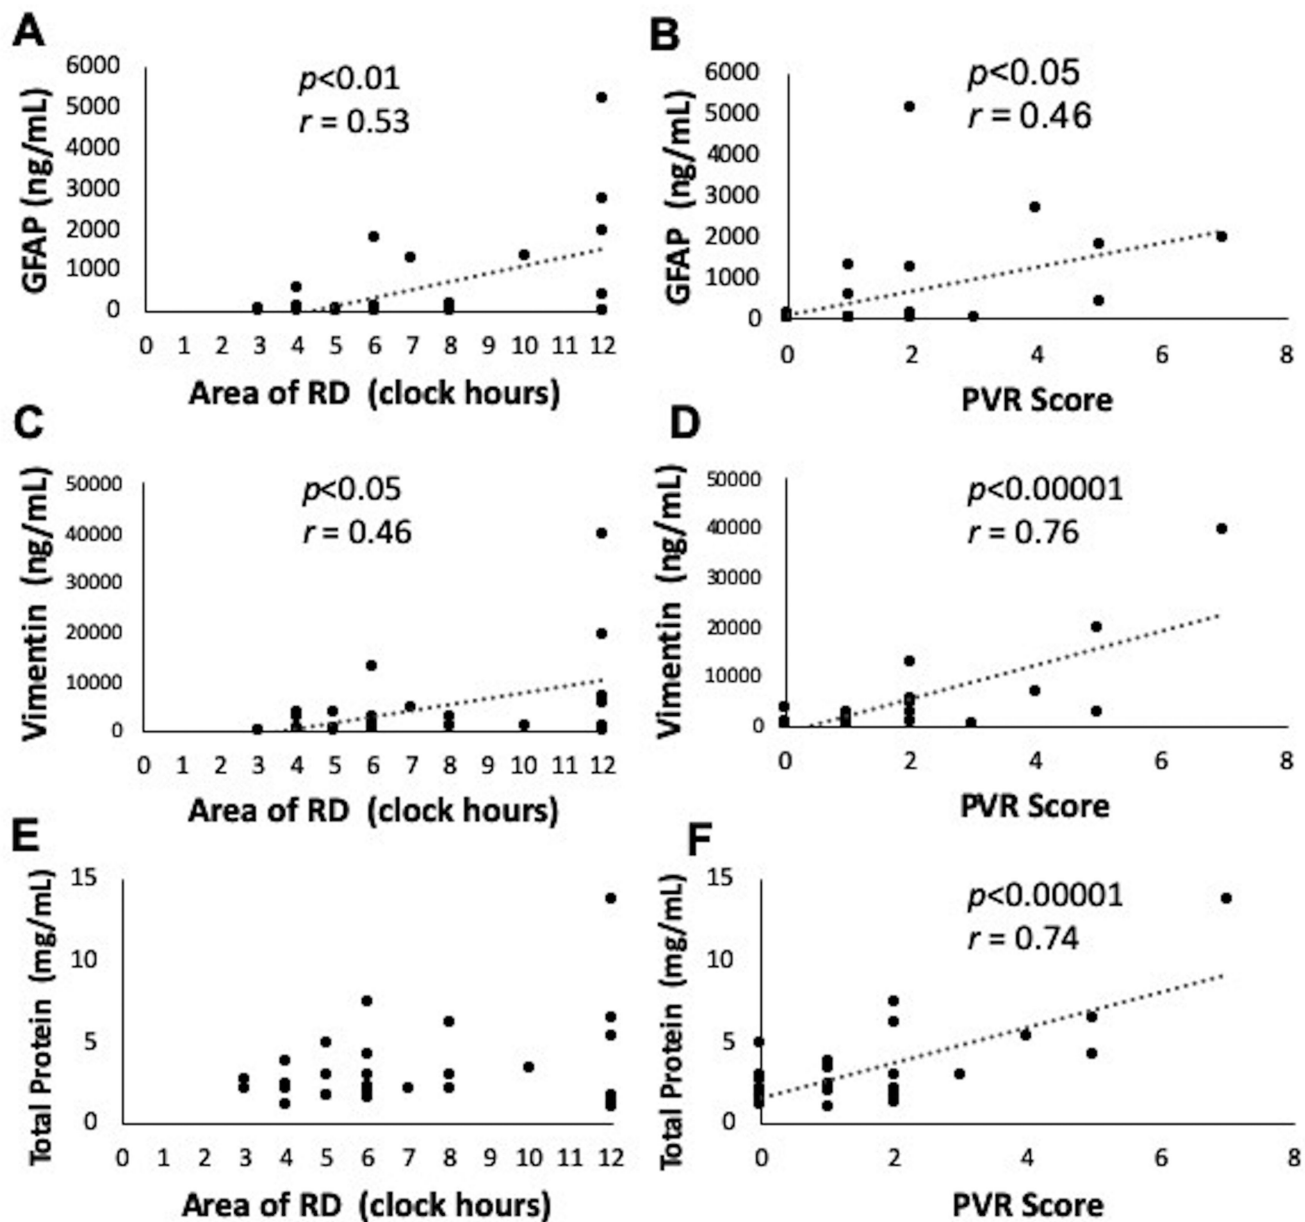 A
p<0.01
r = 0.53
GFAP (ng/mL)
6000
5000
4000
3000
2000
1000
0
0 1 2 3 4 5 6 7 8 9 10 11 12
Area of RD (clock hours)
B
p<0.05
r = 0.46
GFAP (ng/mL)
6000
5000
4000
3000
2000
1000
0
0 2 4 6 8
PVR Score
C
p<0.05
r = 0.46
Vimentin (ng/mL)
50000
40000
30000
20000
10000
0
0 1 2 3 4 5 6 7 8 9 10 11 12
Area of RD (clock hours)
D
p<0.00001
r = 0.76
Vimentin (ng/mL)
50000
40000
30000
20000
10000
0
0 2 4 6 8
PVR Score
E
Total Protein (mg/mL)
15
10
5
0
0 1 2 3 4 5 6 7 8 9 10 11 12
Area of RD (clock hours)
F
p<0.00001
r = 0.74
Total Protein (mg/mL)
15
10
5
0
0 2 4 6 8
PVR Score